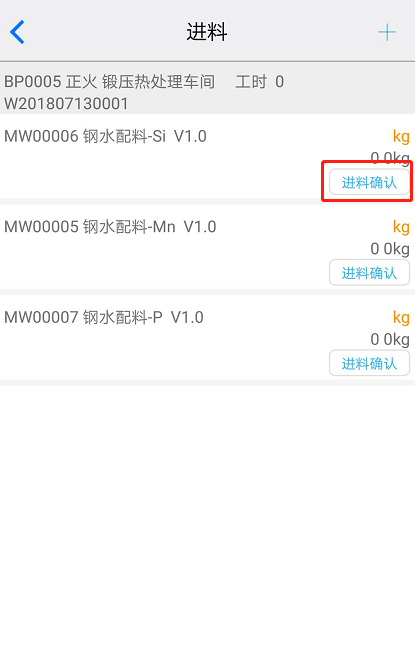 进料
BP0005 正火 锻压热处理车间 工时 0
W201807130001
MW00006 钢水配料-Si V1.0
kg
0 0kg
进料确认
MW00005 钢水配料-Mn V1.0
kg
0 0kg
进料确认
MW00007 钢水配料-P V1.0
kg
0 0kg
进料确认